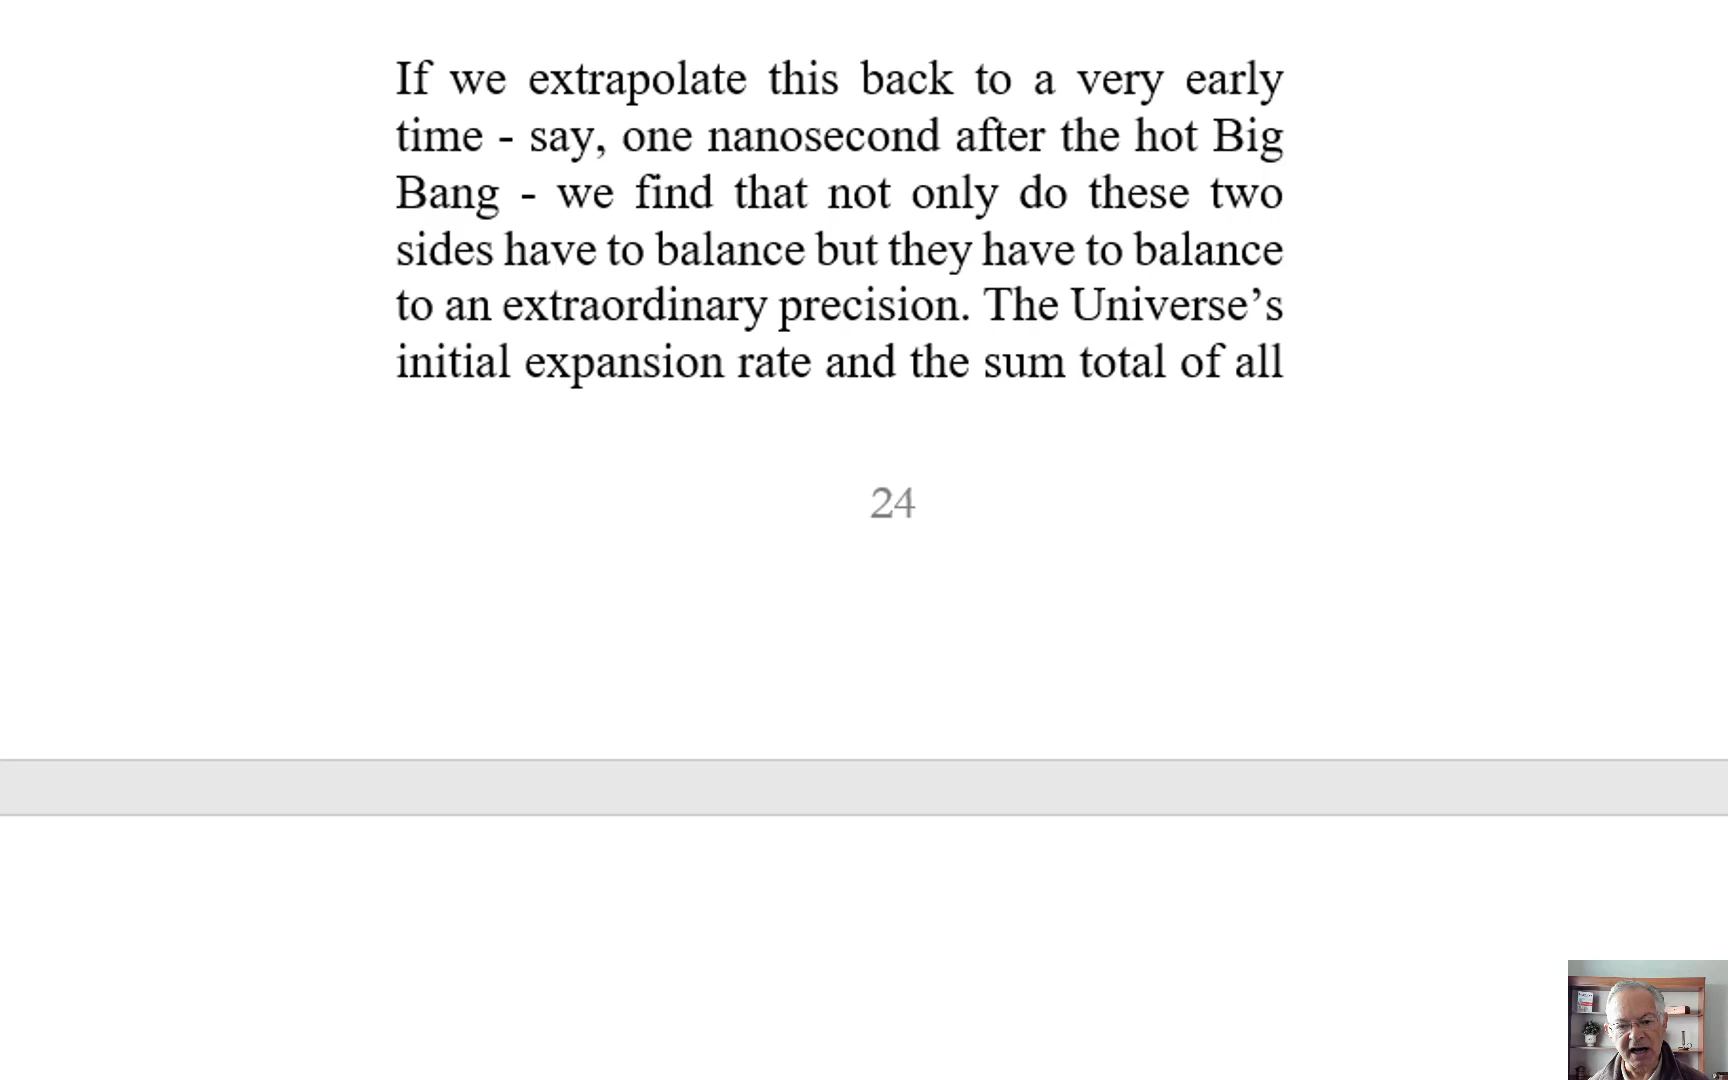 If we extrapolate this back to a very early
time - say, one nanosecond after the hot Big
Bang - we find that not only do these two
sides have to balance but they have to balance
to an extraordinary precision. The Universe’s
initial expansion rate and the sum total of all
24